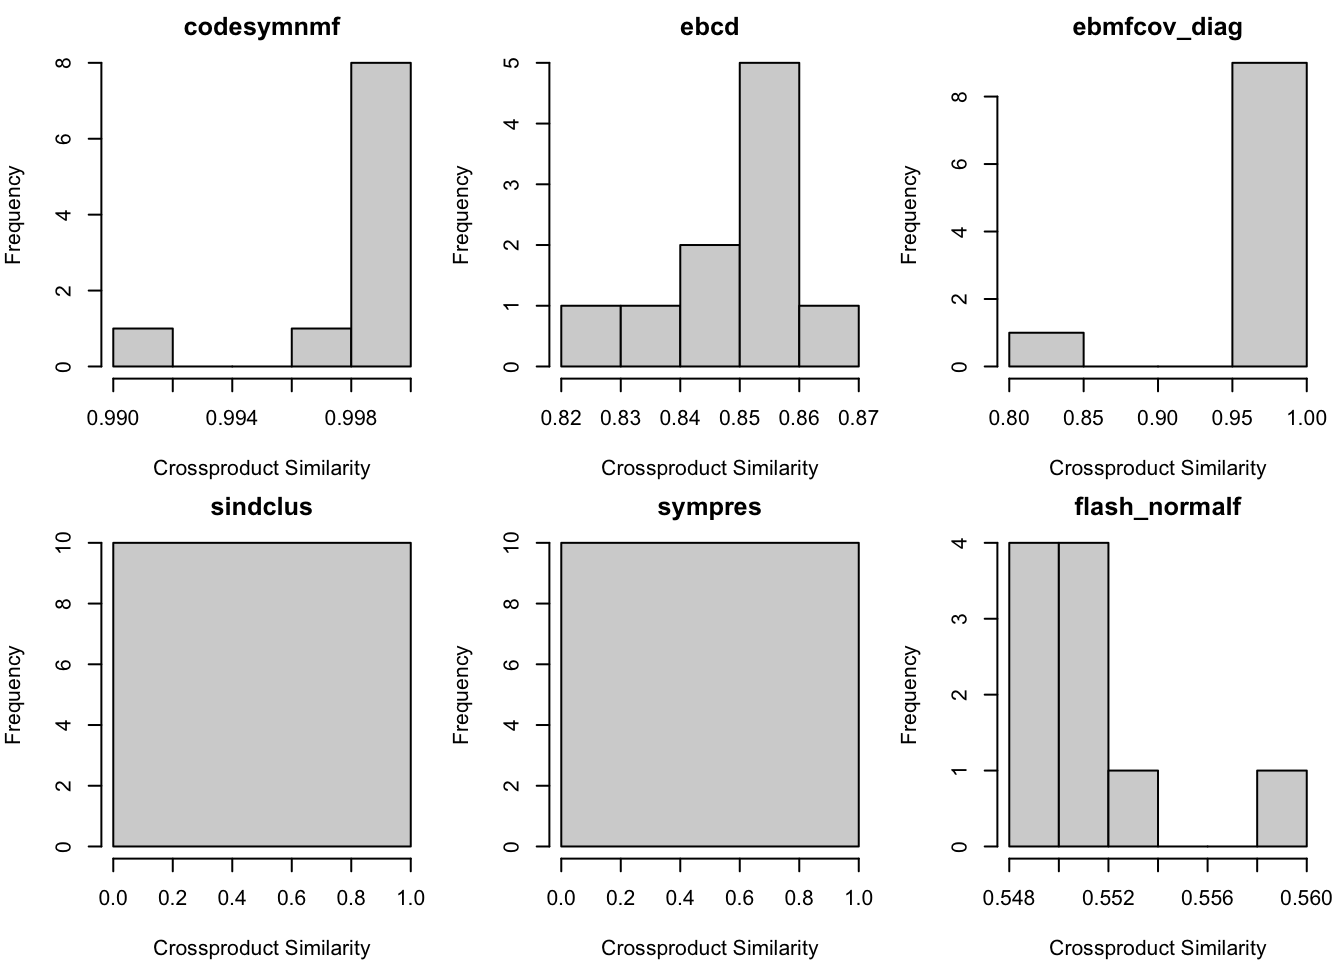 codesymnmf
Frequency
0 2 4 6 8
0.990 0.994 0.998
Crossproduct Similarity
ebcd
Frequency
0 1 2 3 4 5
0.82 0.83 0.84 0.85 0.86 0.87
Crossproduct Similarity
ebmfcov_diag
Frequency
0 2 4 6 8
0.80 0.85 0.90 0.95 1.00
Crossproduct Similarity
sindclus
Frequency
0 2 4 6 8 10
0.0 0.2 0.4 0.6 0.8 1.0
Crossproduct Similarity
sympres
Frequency
0 2 4 6 8 10
0.0 0.2 0.4 0.6 0.8 1.0
Crossproduct Similarity
flash_normalf
Frequency
0 1 2 3 4
0.548 0.552 0.556 0.560
Crossproduct Similarity